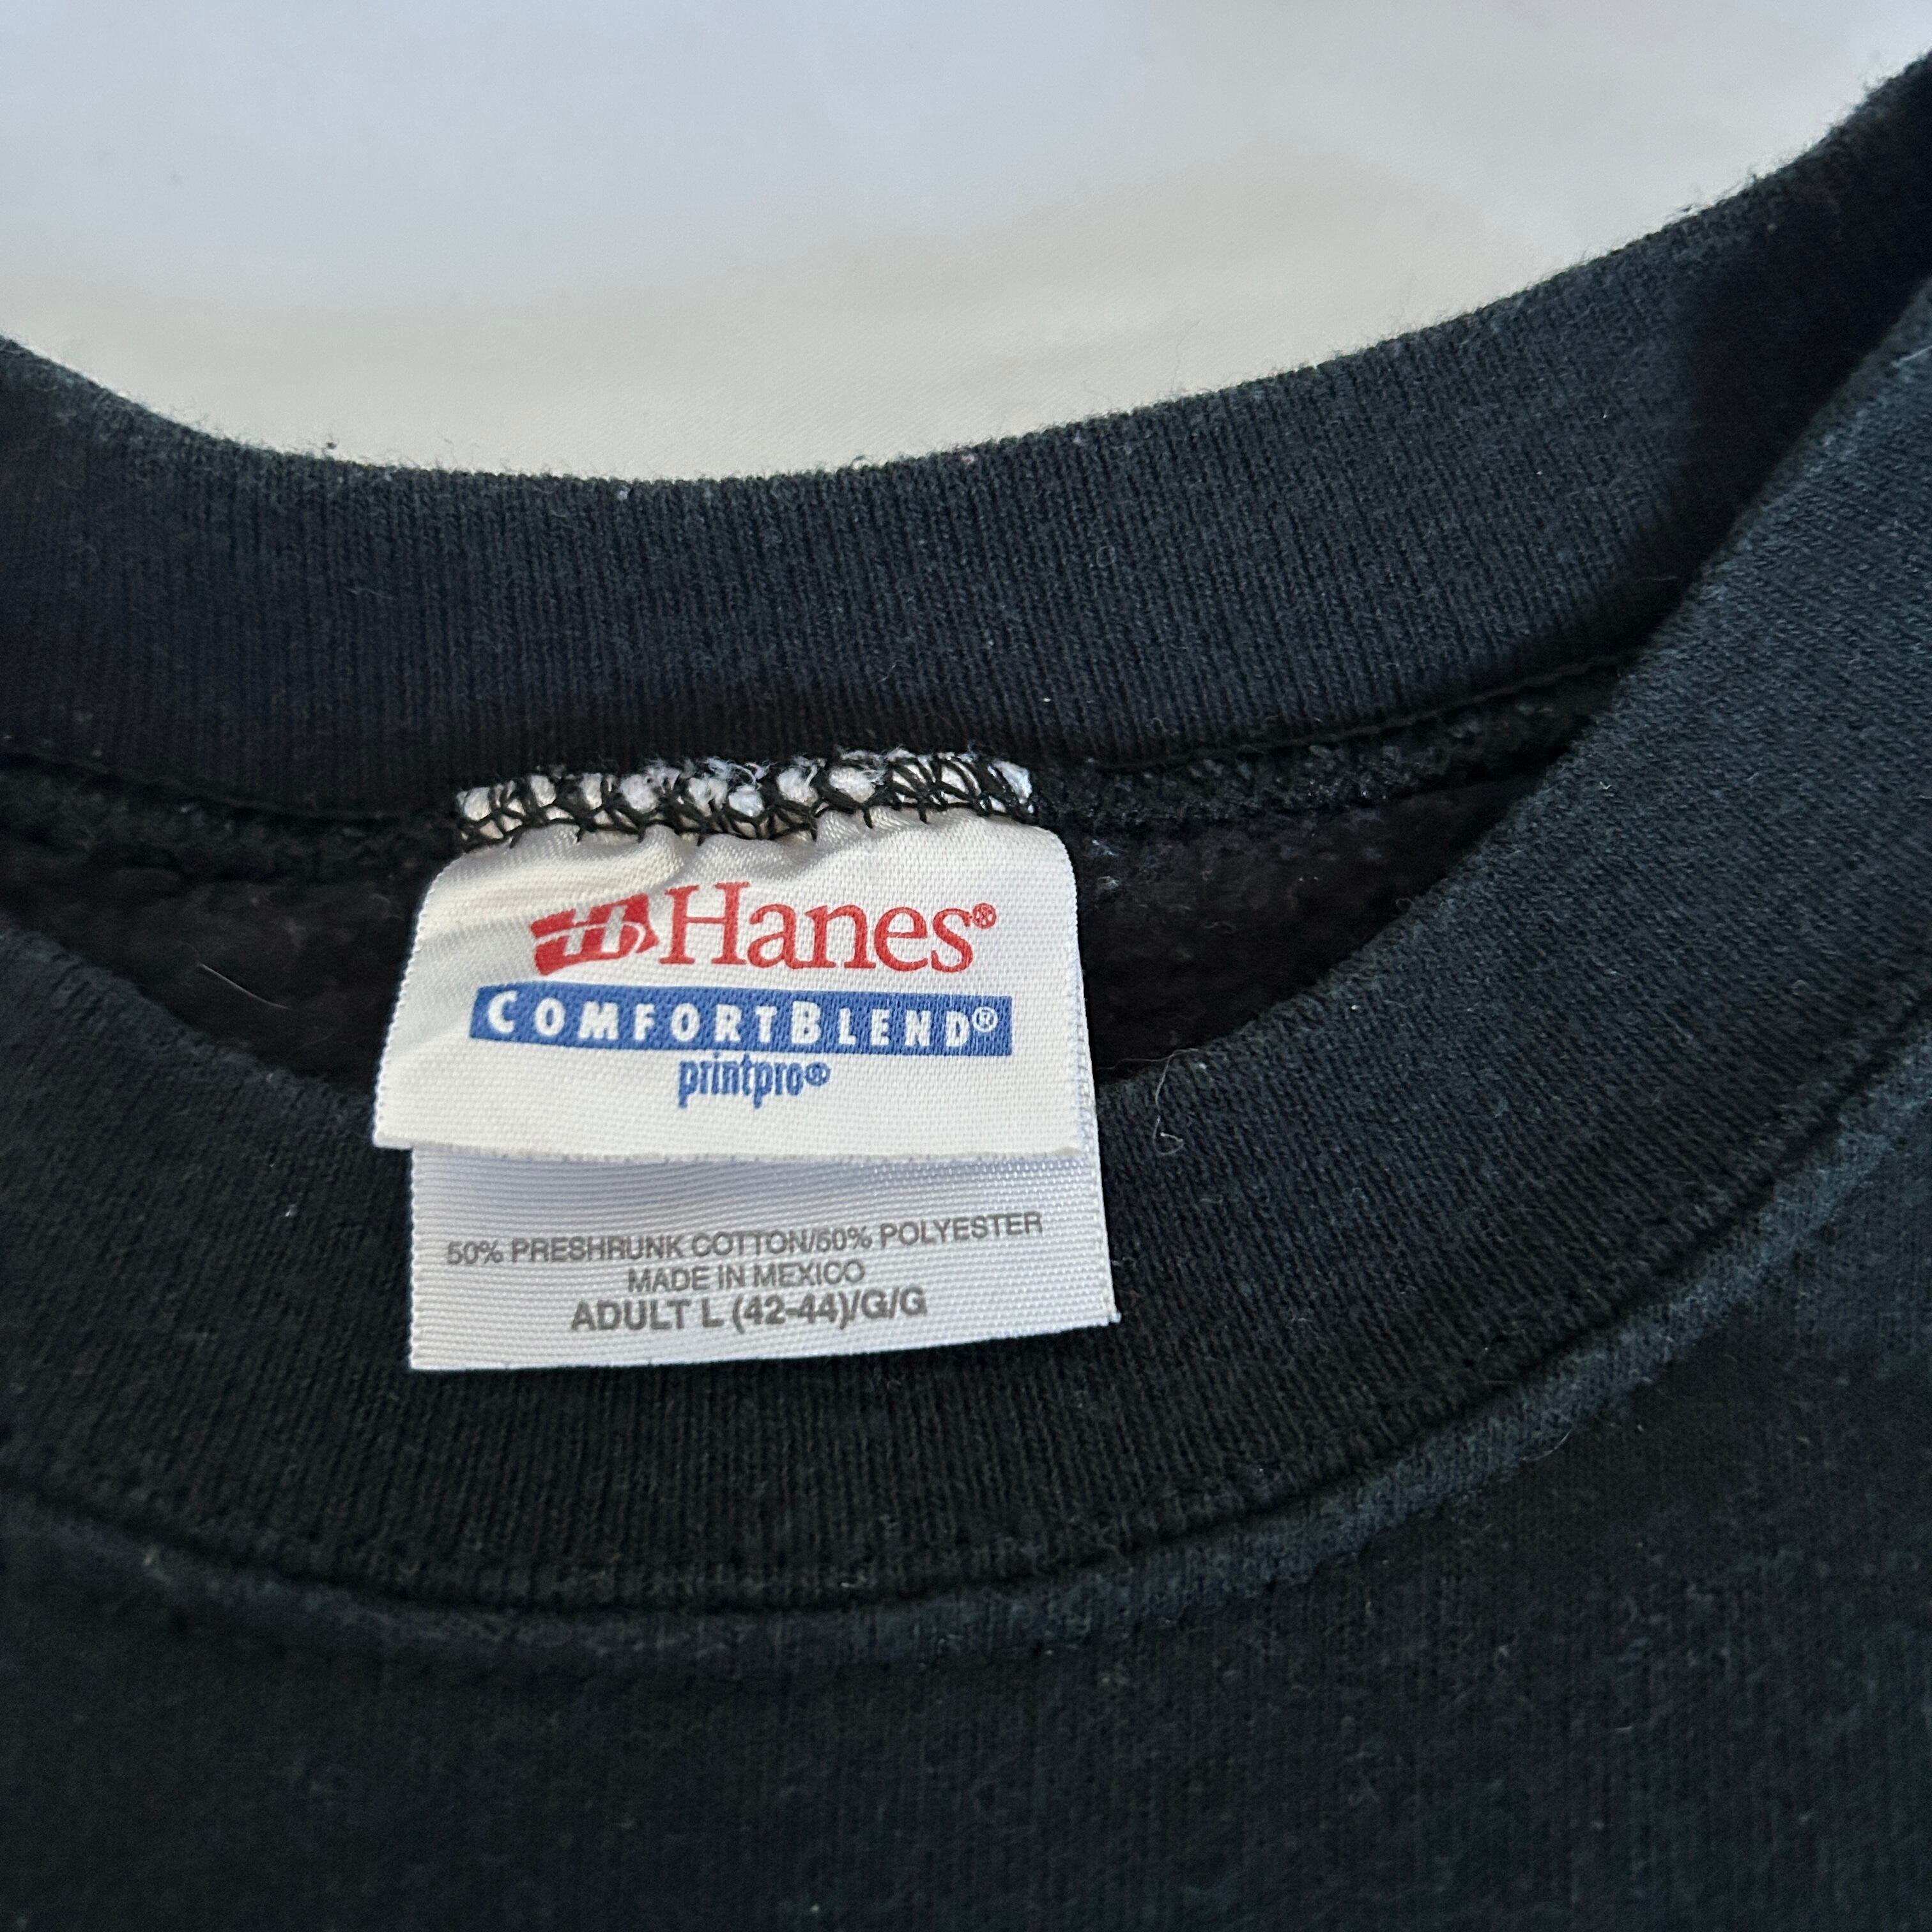 H Hanes®
COMFORTBLEND®
printpro®
50% PRESHRUNK COTTON/50% POLYESTER
MADE IN MEXICO
ADULT L (42-44)/G/G